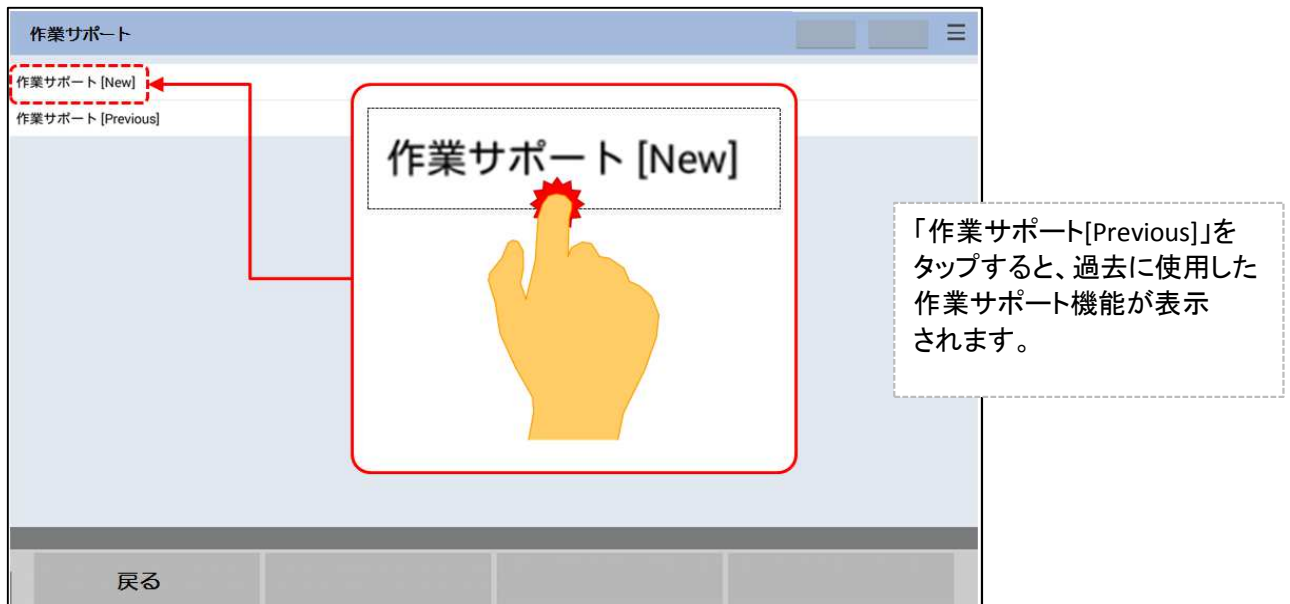 作業サポート
作業サポート [New]
作業サポート [Previous]
作業サポート [New]
「作業サポート[Previous]」を
タップすると、過去に使用した
作業サポート機能が表示
されます。
戻る